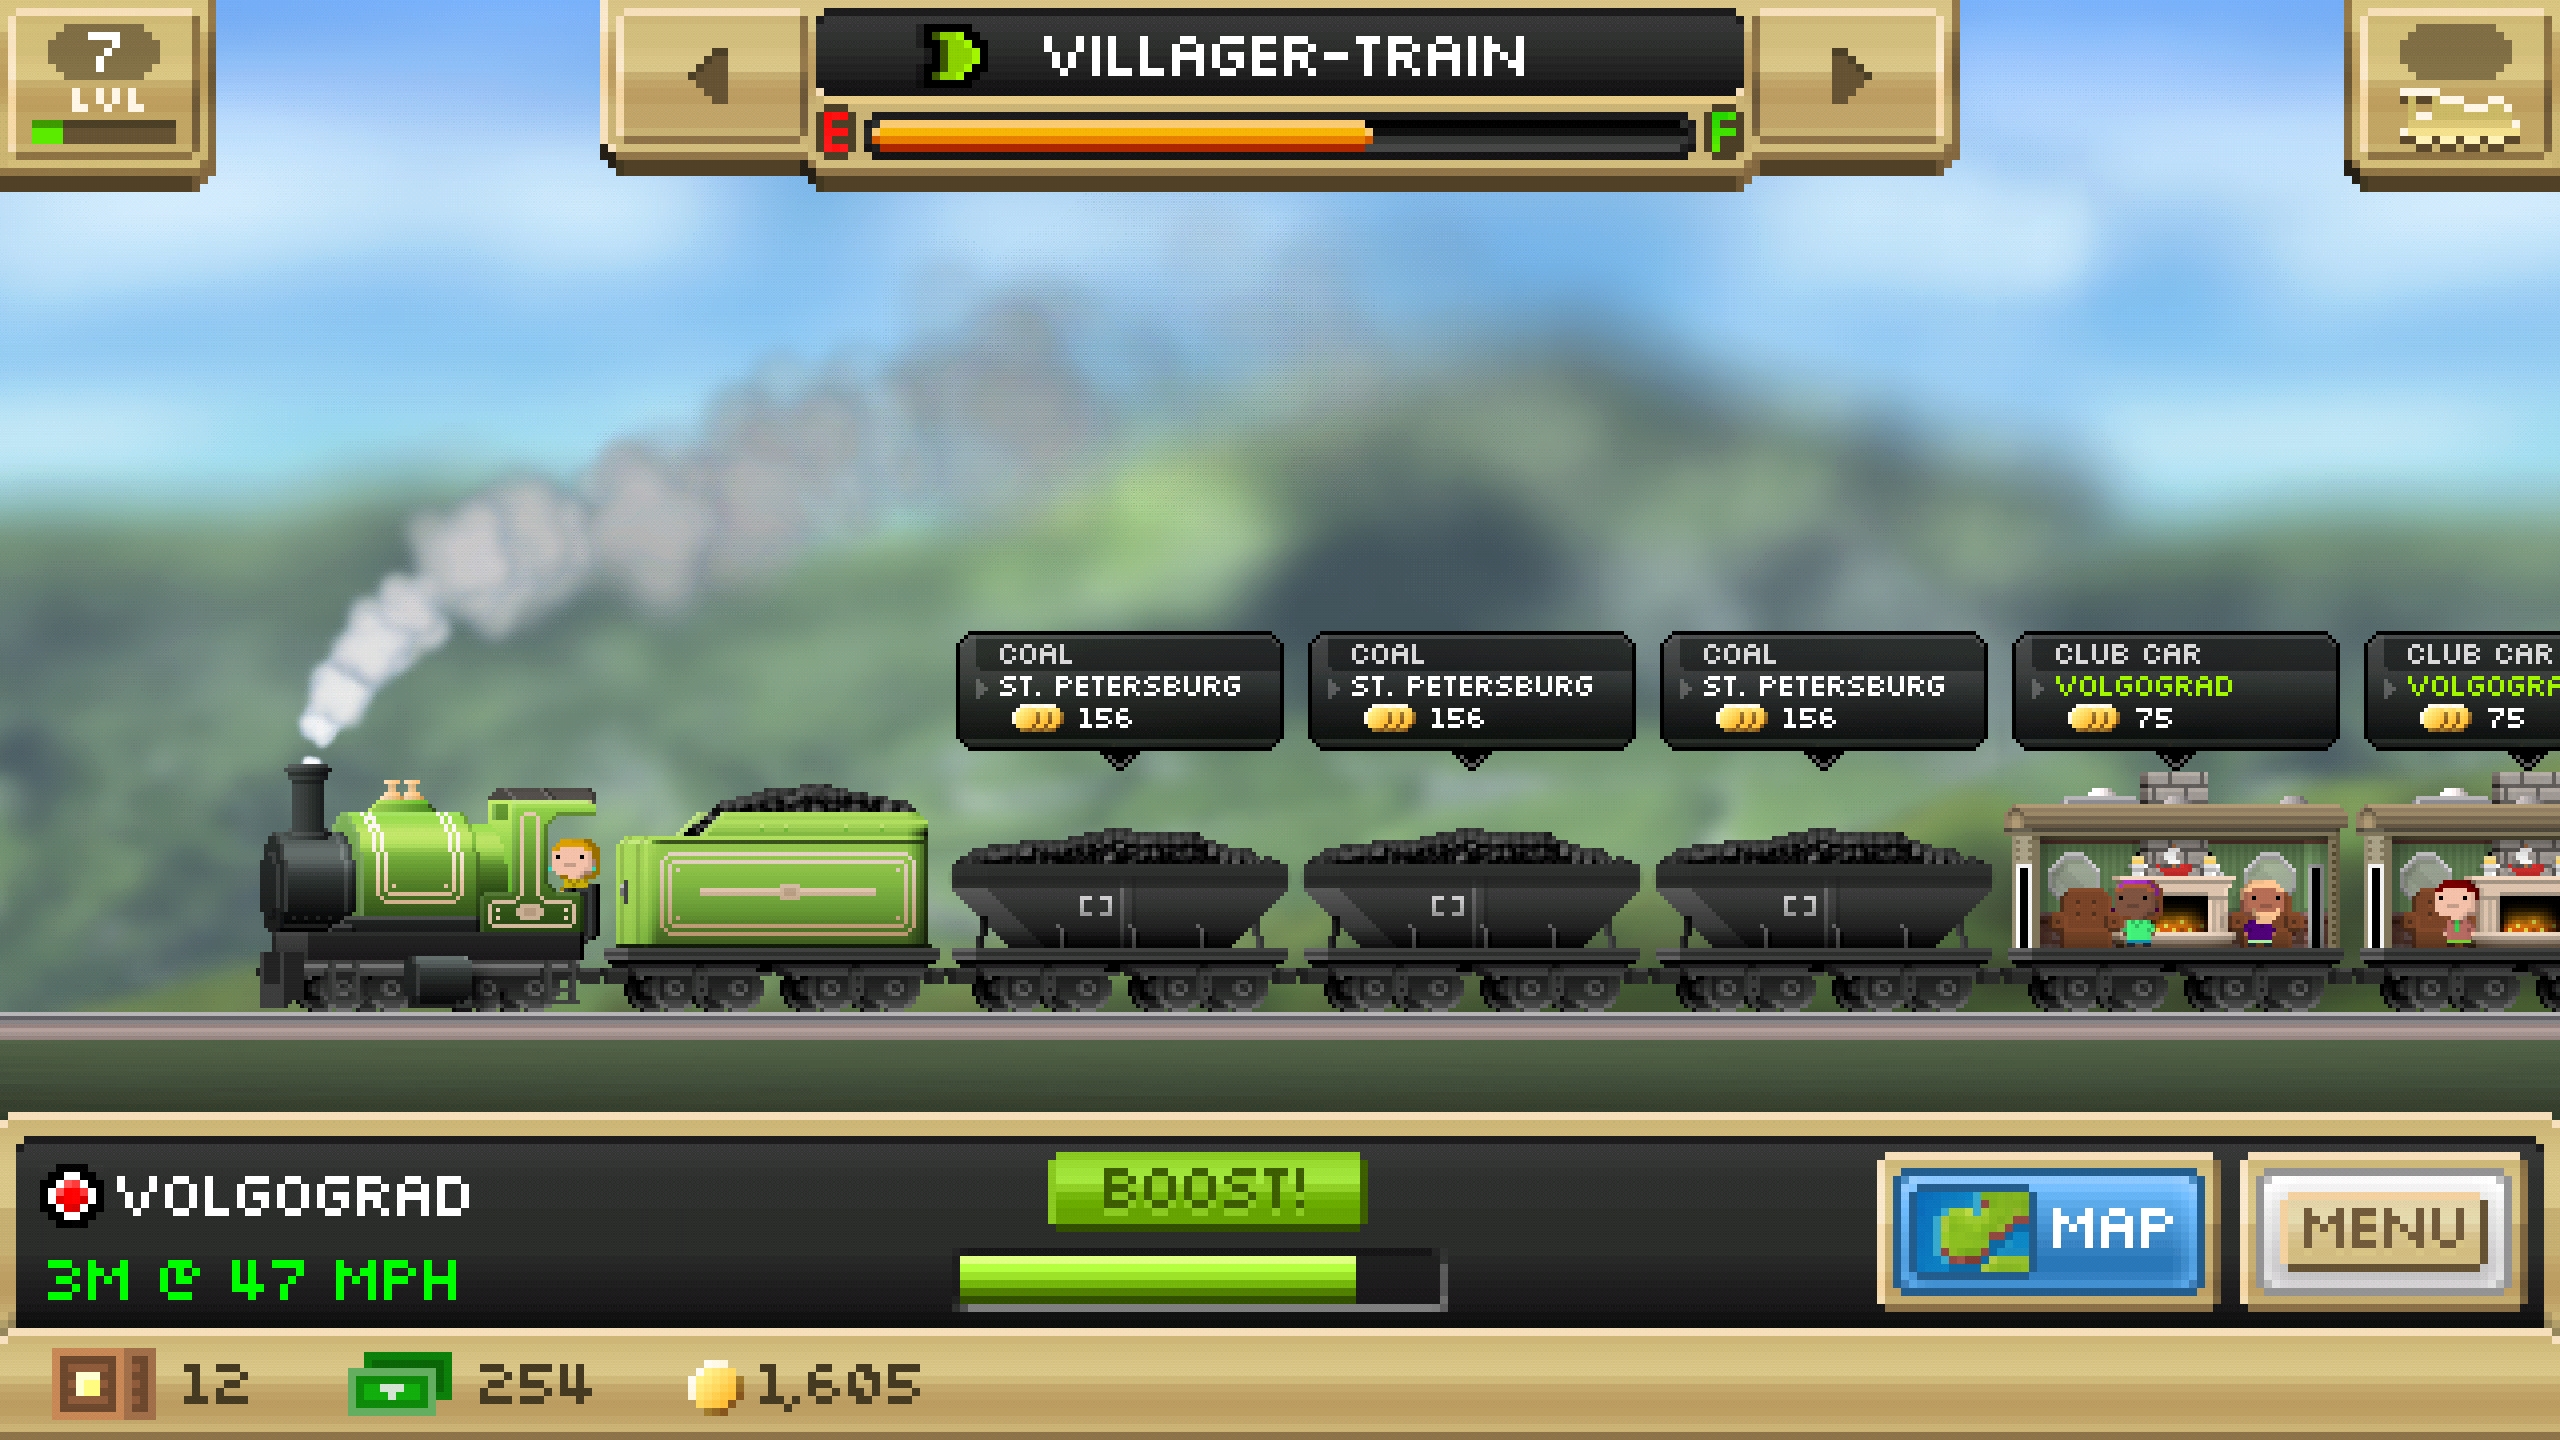 7
LVL
VILLAGER-TRAIN
E F
COAL
ST. PETERSBURG
156
COAL
ST. PETERSBURG
156
COAL
ST. PETERSBURG
156
CLUB CAR
VOLGOGRAD
75
CLUB CAR
VOLGOGRA
75
VOLGOGRAD
3M @ 47 MPH
BOOST!
MAP
MENU
12 254 1,605